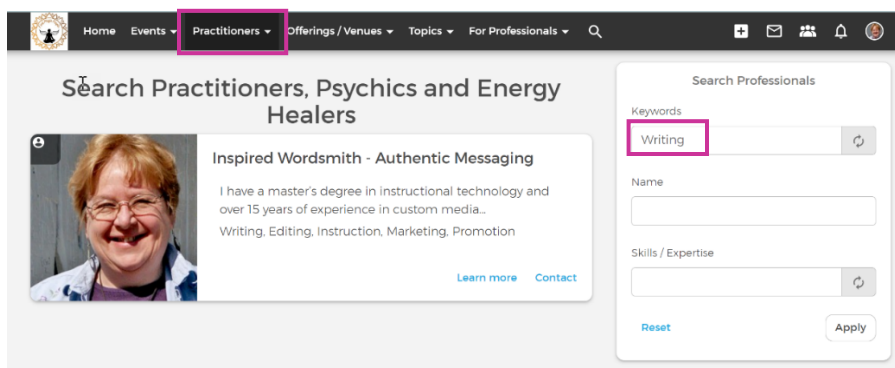 Home Events Practitioners Offerings / Venues Topics For Professionals
Search Practitioners, Psychics and Energy
Healers
Inspired Wordsmith - Authentic Messaging
I have a master's degree in instructional technology and
over 15 years of experience in custom media...
Writing, Editing, Instruction, Marketing, Promotion
Learn more Contact
Search Professionals
Keywords
Writing
Name
Skills / Expertise
Reset Apply